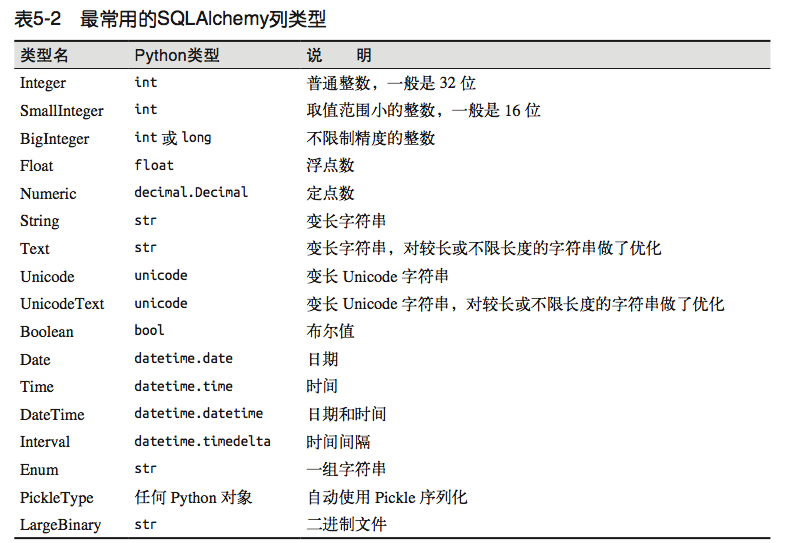 表5-2 最常用的SQLAlchemy列类型
类型名 Python类型 说 明
Integer int 普通整数，一般是 32 位
SmallInteger int 取值范围小的整数，一般是 16 位
BigInteger int 或 long 不限制精度的整数
Float float 浮点数
Numeric decimal.Decimal 定点数
String str 变长字符串
Text str 变长字符串，对较长或不限长度的字符串做了优化
Unicode unicode 变长 Unicode 字符串
UnicodeText unicode 变长 Unicode 字符串，对较长或不限长度的字符串做了优化
Boolean bool 布尔值
Date datetime.date 日期
Time datetime.time 时间
DateTime datetime.datetime 日期和时间
Interval datetime.timedelta 时间间隔
Enum str 一组字符串
PickleType 任何 Python 对象 自动使用 Pickle 序列化
LargeBinary str 二进制文件